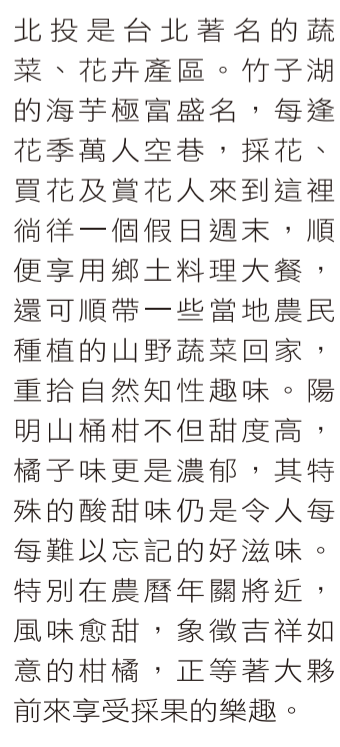 北投是台北著名的蔬
菜、花卉產區。竹子湖
的海芋極富盛名，每逢
花季萬人空巷，採花、
買花及賞花人來到這裡
徜徉一個假日週末，順
便享用鄉土料理大餐，
還可順帶一些當地農民
種植的山野蔬菜回家，
重拾自然知性趣味。陽
明山桶柑不但甜度高，
橘子味更是濃郁，其特
殊的酸甜味仍是令人每
每難以忘記的好滋味。
特別在農曆年關將近，
風味愈甜，象徵吉祥如
意的柑橘，正等著大夥
前來享受採果的樂趣。